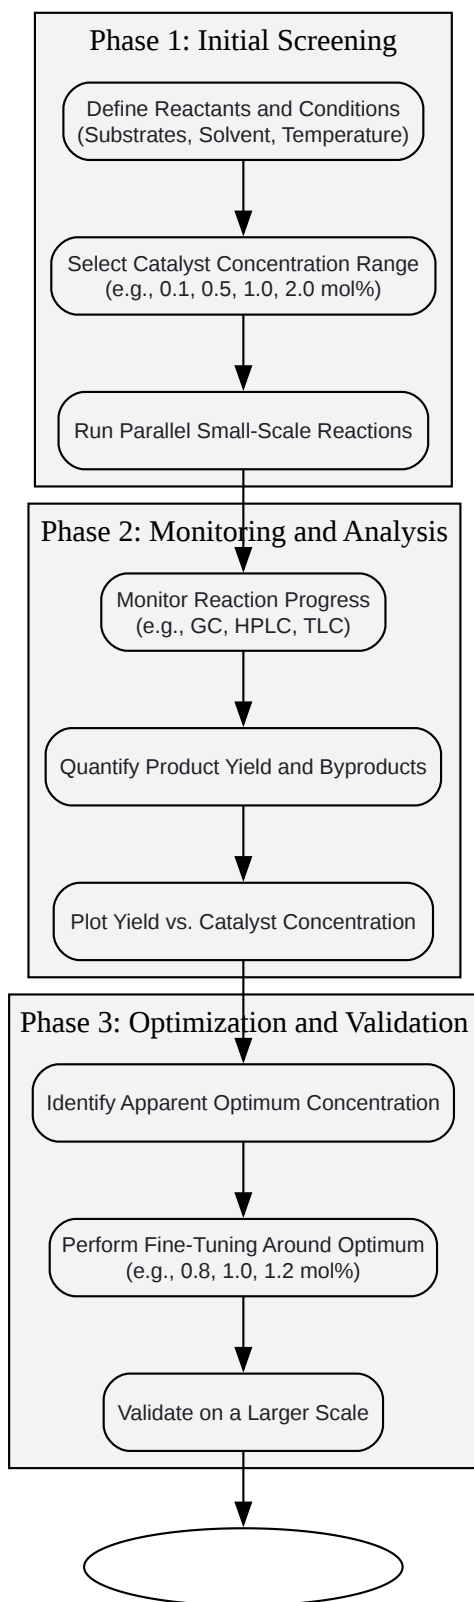 Phase 1: Initial Screening
Define Reactants and Conditions
(Substrates, Solvent, Temperature)
Select Catalyst Concentration Range
(e.g., 0.1, 0.5, 1.0, 2.0 mol%)
Run Parallel Small-Scale Reactions
Phase 2: Monitoring and Analysis
Monitor Reaction Progress
(e.g., GC, HPLC, TLC)
Quantify Product Yield and Byproducts
Plot Yield vs. Catalyst Concentration
Phase 3: Optimization and Validation
Identify Apparent Optimum Concentration
Perform Fine-Tuning Around Optimum
(e.g., 0.8, 1.0, 1.2 mol%)
Validate on a Larger Scale